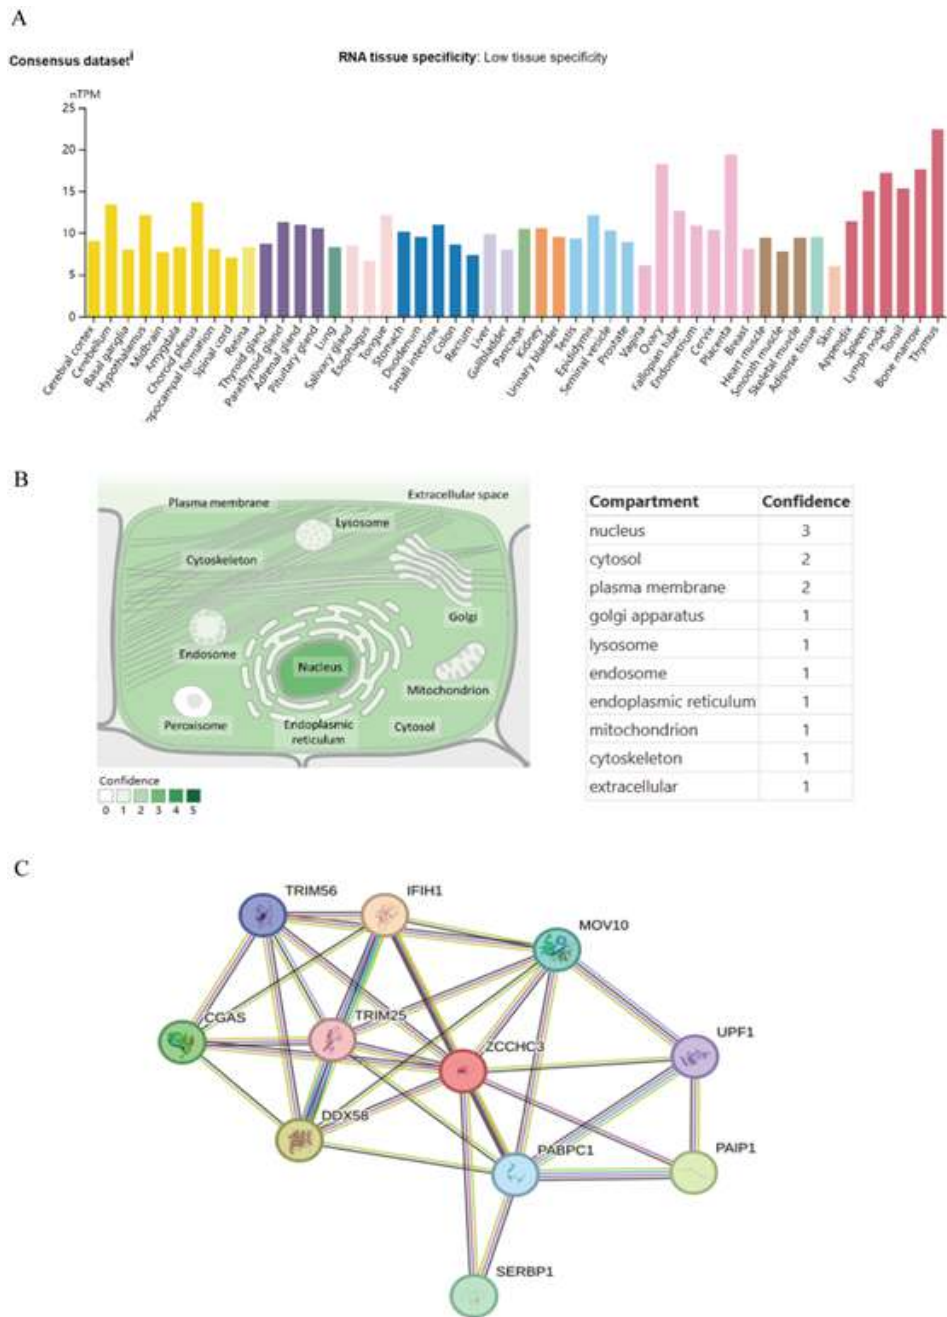 A
Consensus datasetⁱ
RNA tissue specificity: Low tissue specificity
nTPM
25
20
15
10
5
0
Cerebral cortex
Cerebellum
Basal ganglia
Hypothalamus
Midbrain
Amygdala
Choroid plexus
ppocampal formation
Spinal cord
Retina
Thyroid gland
Parathyroid gland
Adrenal gland
Pituitary gland
Lung
Salivary gland
Esophagus
Tongue
Stomach
Duodenum
Small intestine
Colon
Rectum
Liver
Gallbladder
Pancreas
Kidney
Urinary bladder
Testis
Epididymis
Seminal vesicle
Prostate
Vagina
Ovary
Fallopian tube
Endometrium
Cervix
Placenta
Breast
Heart muscle
Smooth muscle
Skeletal muscle
Adipose tissue
Skin
Appendix
Spleen
Lymph node
Tonsil
Bone marrow
Thymus
B
Plasma membrane
Extracellular space
Lysosome
Cytoskeleton
Golgi
Endosome
Nucleus
Mitochondrion
Peroxisome
Endoplasmic
reticulum
Cytosol
Confidence
0 1 2 3 4 5
Compartment Confidence
nucleus 3
cytosol 2
plasma membrane 2
golgi apparatus 1
lysosome 1
endosome 1
endoplasmic reticulum 1
mitochondrion 1
cytoskeleton 1
extracellular 1
C
TRIM56
IFIH1
MOV10
CGAS
TRIM25
UPF1
ZCCHC3
DDX58
PABPC1
PAIP1
SERBP1